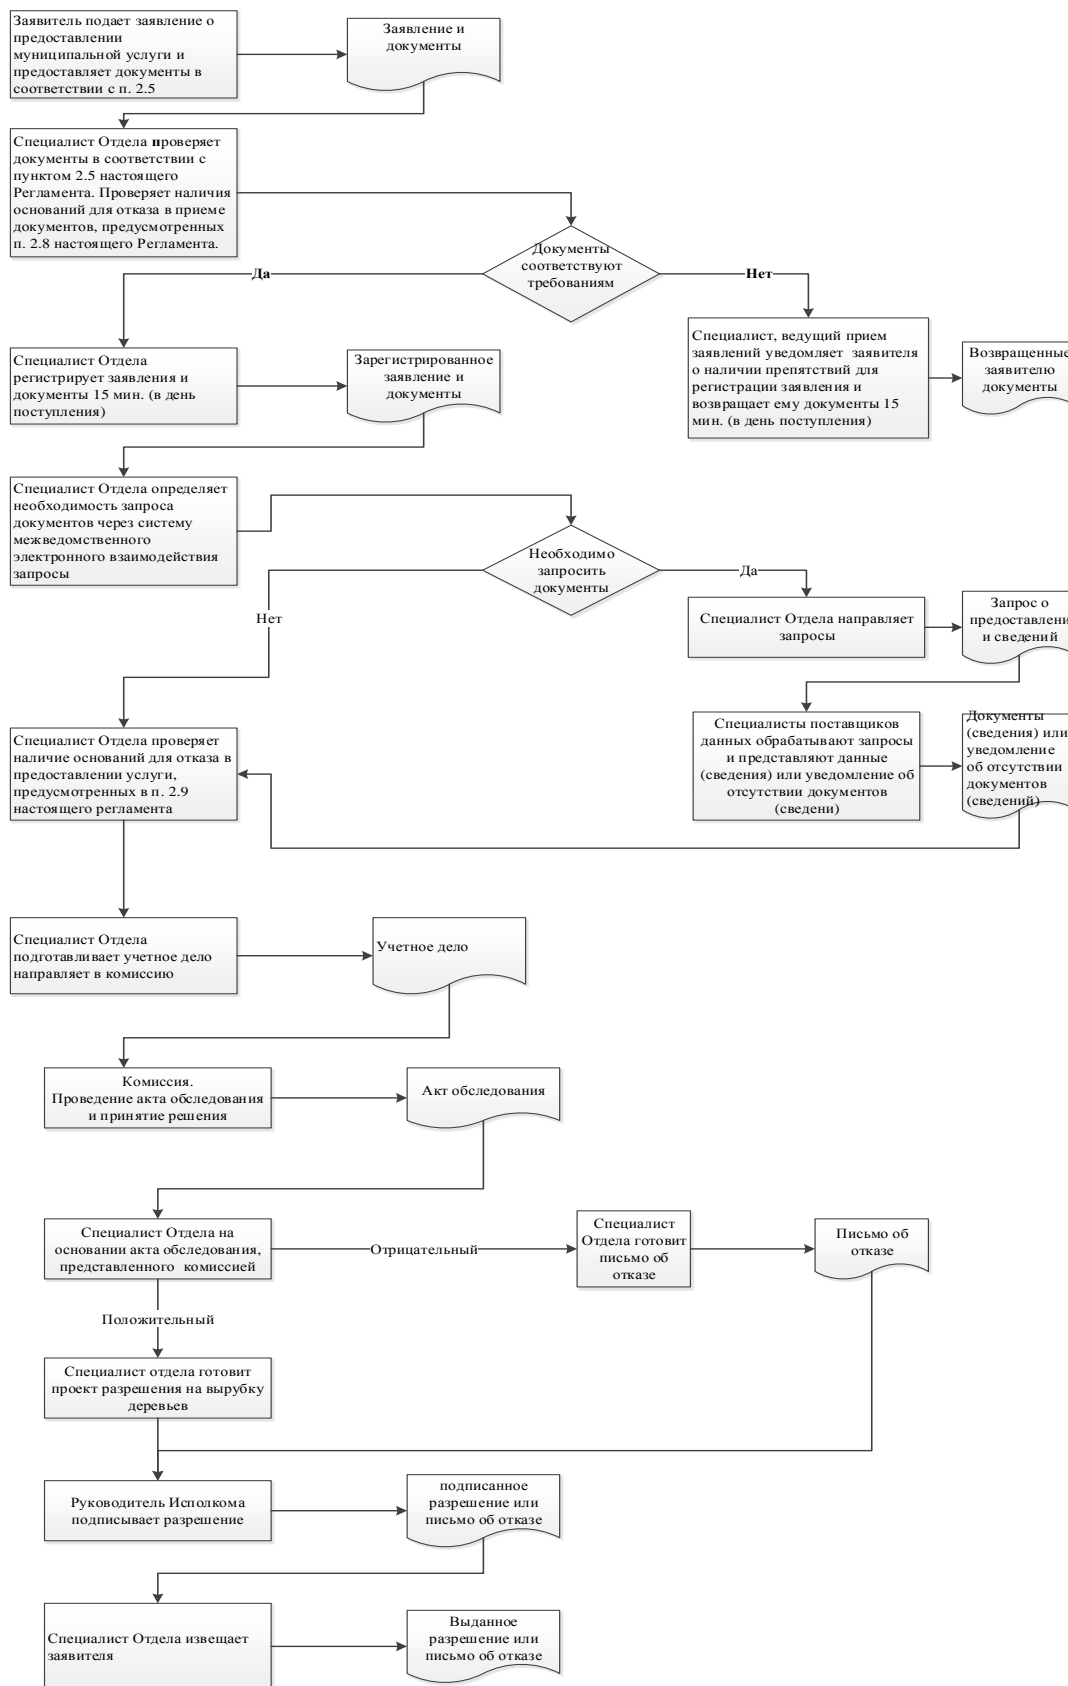 Заявитель подает заявление о
предоставлении
муниципальной услуги и
предоставляет документы в
соответствии с п. 2.5
Заявление и
документы
Специалист Отдела проверяет
документы в соответствии с
пунктом 2.5 настоящего
Регламента. Проверяет наличия
оснований для отказа в приеме
документов, предусмотренных
п. 2.8 настоящего Регламента.
Документы
соответствуют
требованиям
Да
Нет
Специалист Отдела
регистрирует заявления и
документы 15 мин. (в день
поступления)
Зарегистрированное
заявление и
документы
Специалист, ведущий прием
заявлений уведомляет заявителя
о наличии препятствий для
регистрации заявления и
возвращает ему документы 15
мин. (в день поступления)
Возвращенные
заявителю
документы
Специалист Отдела определяет
необходимость запроса
документов через систему
межведомственного
электронного взаимодействия
запросы
Необходимо
запросить
документы
Да
Нет
Специалист Отдела направляет
запросы
Запрос о
предоставлени
и сведений
Специалист Отдела проверяет
наличие оснований для отказа в
предоставлении услуги,
предусмотренных в п. 2.9
настоящего регламента
Специалисты поставщиков
данных обрабатывают запросы
и представляют данные
(сведения) или уведомление об
отсутствии документов
(сведени)
Документы
(сведения) или
уведомление
об отсутствии
документов
(сведений)
Специалист Отдела
подготавливает учетное дело
направляет в комиссию
Учетное дело
Комиссия.
Проведение акта обследования
и принятие решения
Акт обследования
Специалист Отдела на
основании акта обследования,
представленного комиссией
Отрицательный
Специалист
Отдела готовит
письмо об
отказе
Письмо об
отказе
Положительный
Специалист отдела готовит
проект разрешения на вырубку
деревьев
Руководитель Исполкома
подписывает разрешение
подписанное
разрешение или
письмо об отказе
Специалист Отдела извещает
заявителя
Выданное
разрешение или
письмо об отказе